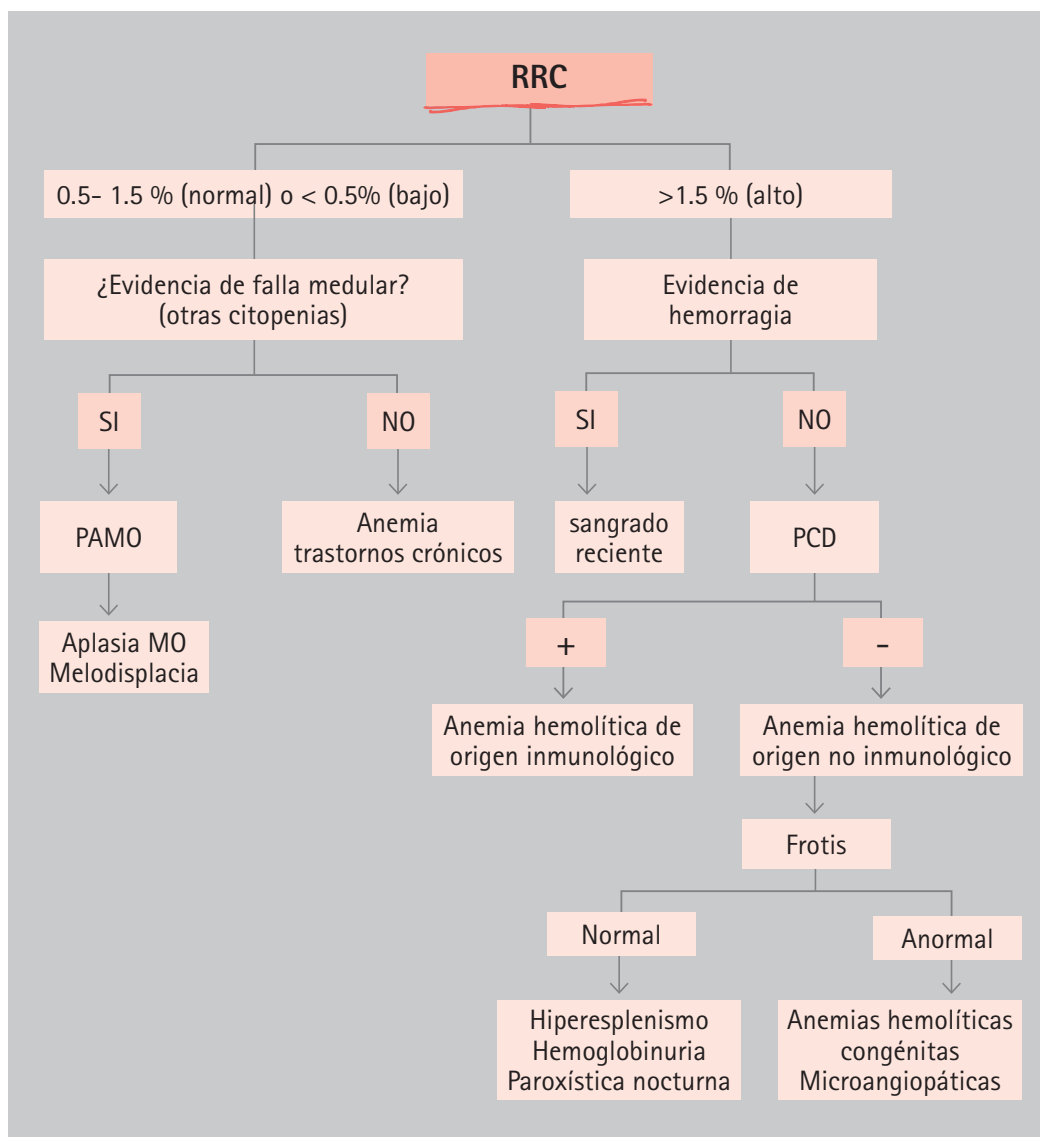 RRC
0.5- 1.5 % (normal) o < 0.5% (bajo)
>1.5 % (alto)
¿Evidencia de falla medular?
(otras citopenias)
Evidencia de
hemorragia
SI
NO
SI
NO
PAMO
Anemia
trastornos crónicos
sangrado
reciente
PCD
Aplasia MO
Melodisplacia
+
-
Anemia hemolítica de
origen inmunológico
Anemia hemolítica de
origen no inmunológico
Frotis
Normal
Anormal
Hiperesplenismo
Hemoglobinuria
Paroxística nocturna
Anemias hemolíticas
congénitas
Microangiopáticas